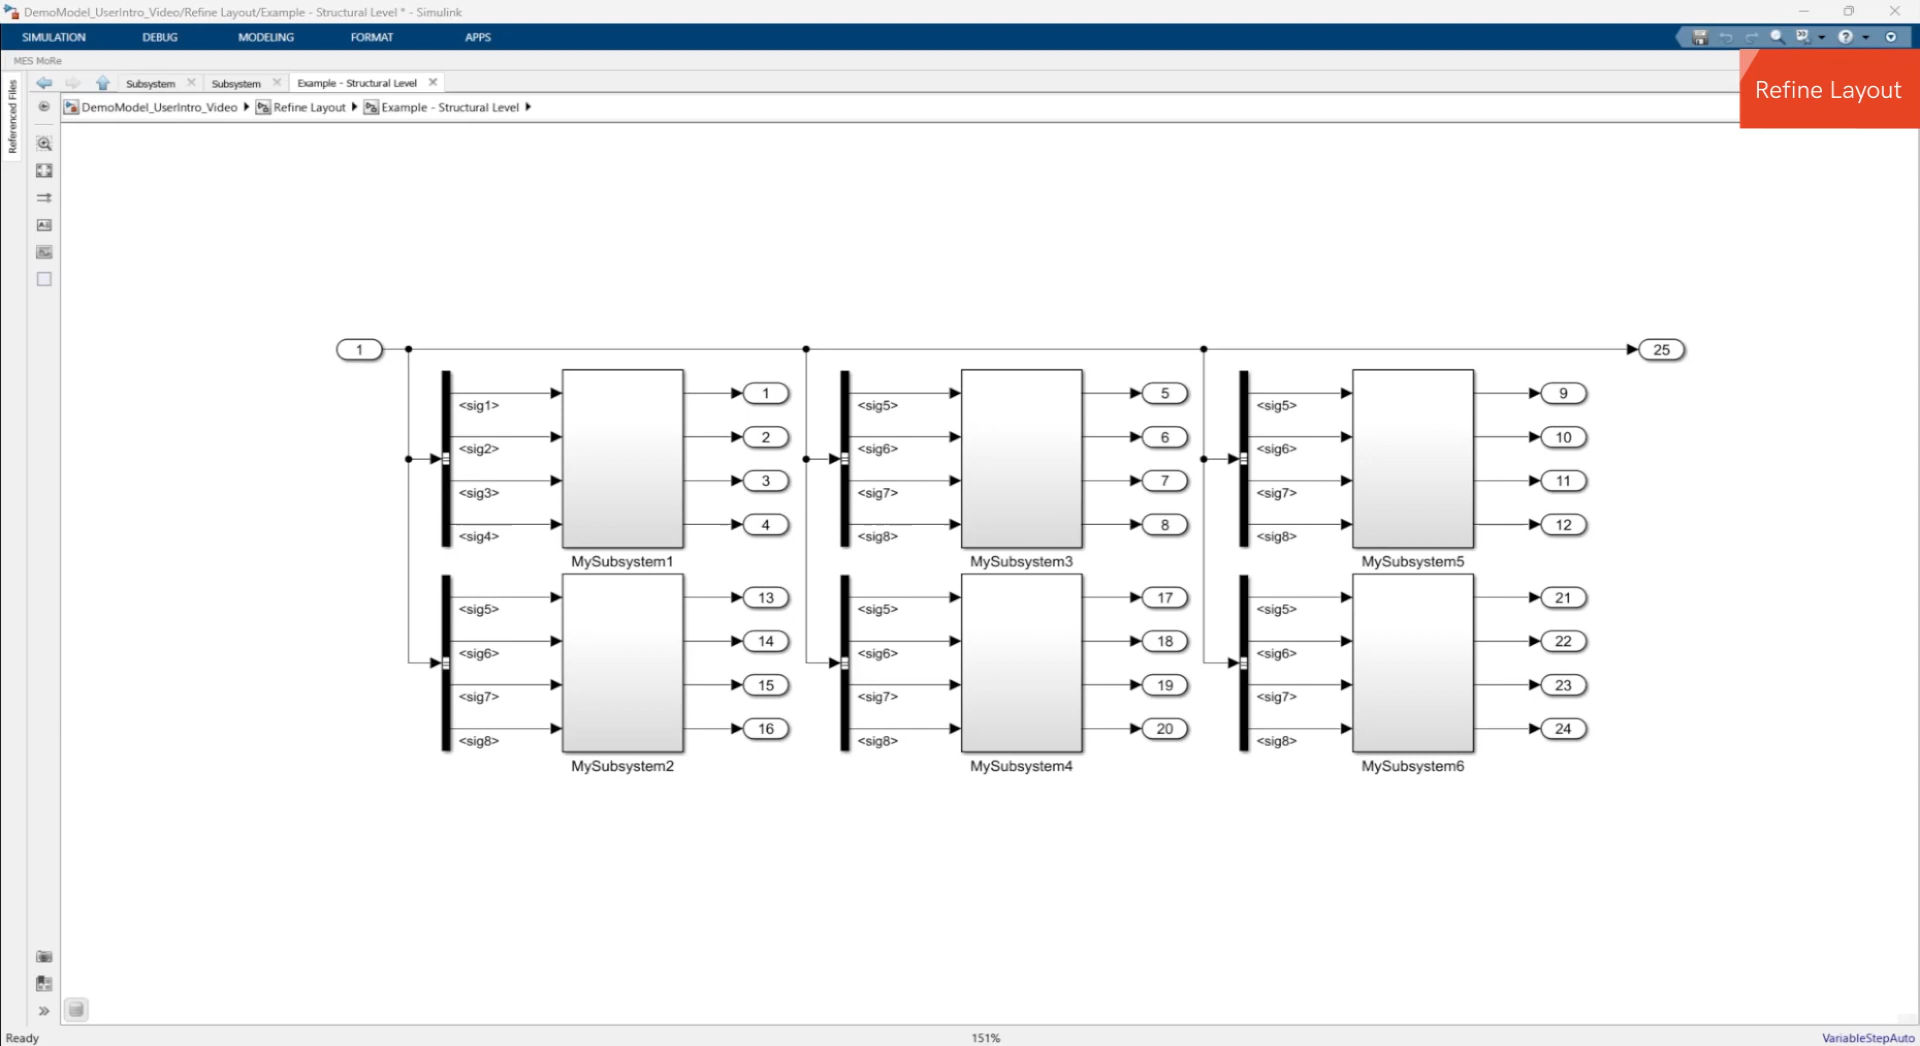 DemoModel_UserIntro_Video/Refine Layout/Example - Structural Level * - Simulink
SIMULATION DEBUG MODELING FORMAT APPS
MES MoRe
Refine Layout
Subsystem Subsystem Example - Structural Level
DemoModel_UserIntro_Video Refine Layout Example - Structural Level
Referenced Files
1 25
<sig1> 1 <sig5> 5 <sig5> 9
<sig2> 2 <sig6> 6 <sig6> 10
<sig3> 3 <sig7> 7 <sig7> 11
<sig4> 4 <sig8> 8 <sig8> 12
MySubsystem1 MySubsystem3 MySubsystem5
<sig5> 13 <sig5> 17 <sig5> 21
<sig6> 14 <sig6> 18 <sig6> 22
<sig7> 15 <sig7> 19 <sig7> 23
<sig8> 16 <sig8> 20 <sig8> 24
MySubsystem2 MySubsystem4 MySubsystem6
Ready 151% VariableStepAuto